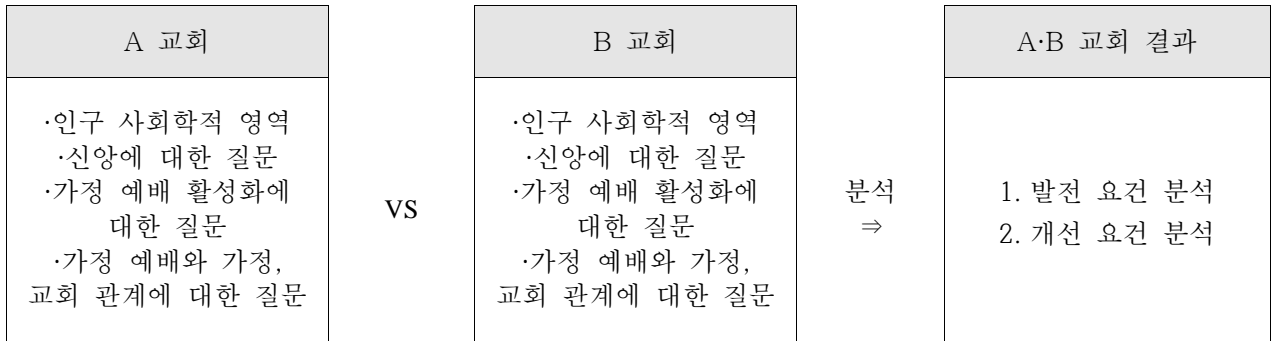 A 교회
·인구 사회학적 영역
·신앙에 대한 질문
·가정 예배 활성화에
대한 질문
·가정 예배와 가정,
교회 관계에 대한 질문
vs
B 교회
·인구 사회학적 영역
·신앙에 대한 질문
·가정 예배 활성화에
대한 질문
·가정 예배와 가정,
교회 관계에 대한 질문
분석
⇒
A·B 교회 결과
1. 발전 요건 분석
2. 개선 요건 분석